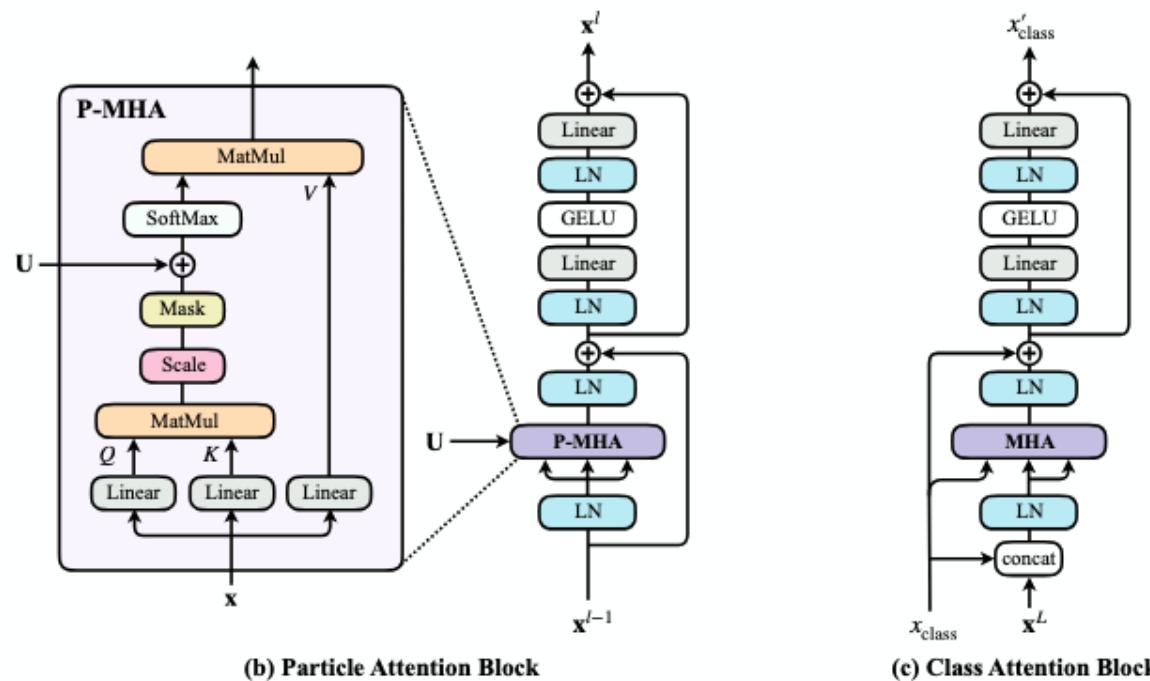 P-MHA
MatMul
V
SoftMax
U
+
Mask
Scale
MatMul
Q
K
Linear
Linear
Linear
x
x^l
+
Linear
LN
GELU
Linear
LN
+
LN
U
P-MHA
LN
x^{l-1}
(b) Particle Attention Block
x'_class
+
Linear
LN
GELU
Linear
LN
+
LN
MHA
LN
concat
x_class
x^L
(c) Class Attention Block